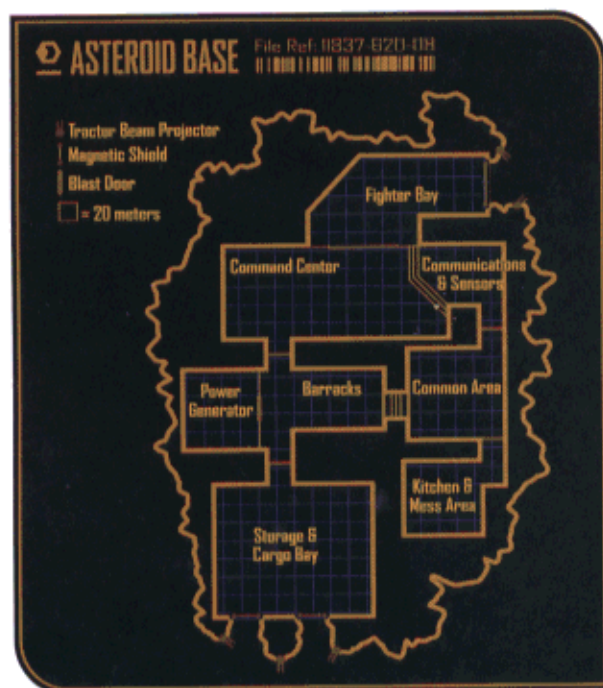 ASTEROID BASE
File Ref: 11837-620-0H
Tractor Beam Projector
Magnetic Shield
Blast Door
= 20 meters
Fighter Bay
Command Center
Communications
& Sensors
Power
Generator
Barracks
Common Area
Kitchen &
Mess Area
Storage &
Cargo Bay